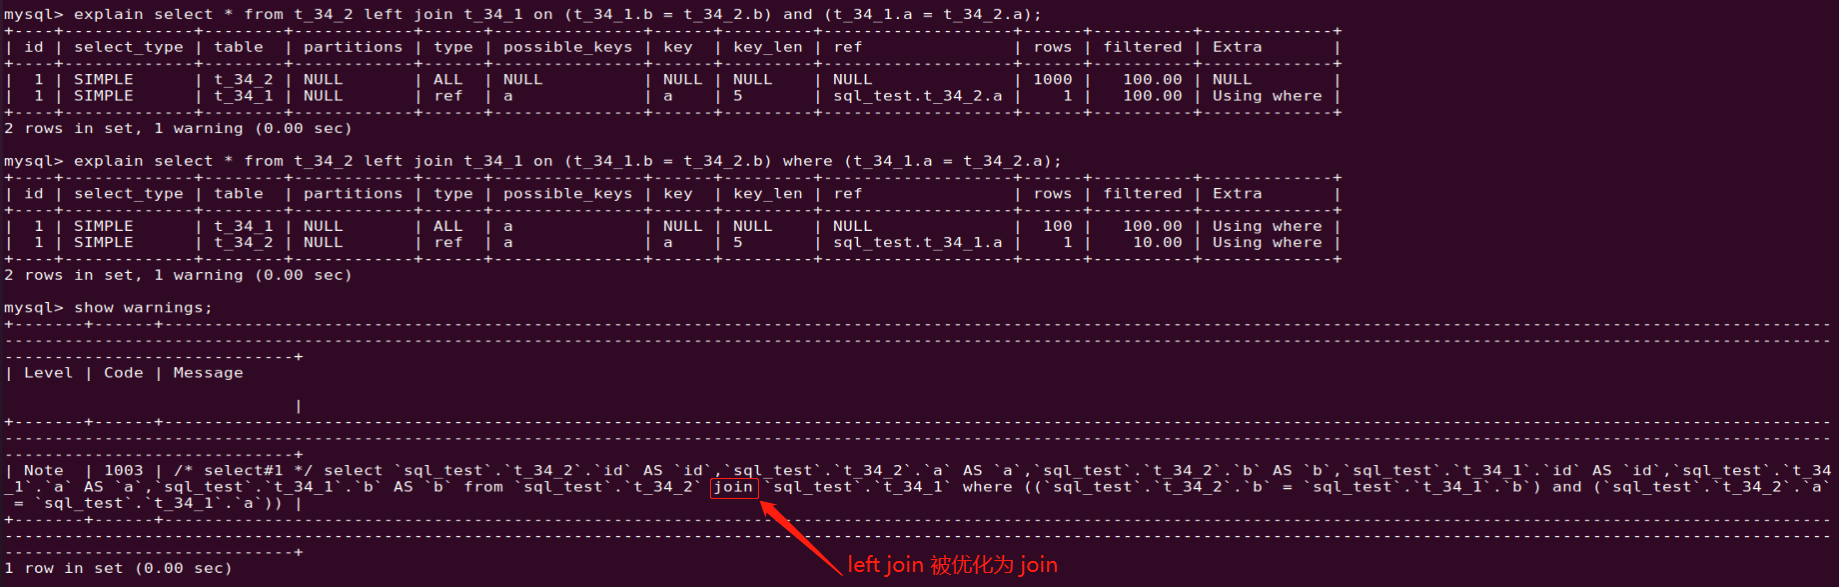 mysql> explain select * from t_34_2 left join t_34_1 on (t_34_1.b = t_34_2.b) and (t_34_1.a = t_34_2.a);
+----+-------------+--------+------------+------+---------------+------+---------+-------------------+------+----------+-------------+
| id | select_type | table  | partitions | type | possible_keys | key  | key_len | ref               | rows | filtered | Extra       |
+----+-------------+--------+------------+------+---------------+------+---------+-------------------+------+----------+-------------+
|  1 | SIMPLE      | t_34_2 | NULL       | ALL  | NULL          | NULL | NULL    | NULL              | 1000 |   100.00 | NULL        |
|  1 | SIMPLE      | t_34_1 | NULL       | ref  | a             | a    | 5       | sql_test.t_34_2.a |    1 |   100.00 | Using where |
+----+-------------+--------+------------+------+---------------+------+---------+-------------------+------+----------+-------------+
2 rows in set, 1 warning (0.00 sec)
mysql> explain select * from t_34_2 left join t_34_1 on (t_34_1.b = t_34_2.b) where (t_34_1.a = t_34_2.a);
+----+-------------+--------+------------+------+---------------+------+---------+-------------------+------+----------+-------------+
| id | select_type | table  | partitions | type | possible_keys | key  | key_len | ref               | rows | filtered | Extra       |
+----+-------------+--------+------------+------+---------------+------+---------+-------------------+------+----------+-------------+
|  1 | SIMPLE      | t_34_1 | NULL       | ALL  | a             | NULL | NULL    | NULL              |  100 |   100.00 | Using where |
|  1 | SIMPLE      | t_34_2 | NULL       | ref  | a             | a    | 5       | sql_test.t_34_1.a |    1 |    10.00 | Using where |
+----+-------------+--------+------------+------+---------------+------+---------+-------------------+------+----------+-------------+
2 rows in set, 1 warning (0.00 sec)
mysql> show warnings;
| Level | Code | Message
|
| Note  | 1003 | /* select#1 */ select `sql_test`.`t_34_2`.`id` AS `id`,`sql_test`.`t_34_2`.`a` AS `a`,`sql_test`.`t_34_2`.`b` AS `b`,`sql_test`.`t_34_1`.`id` AS `id`,`sql_test`.`t_34
_1`.`a` AS `a`,`sql_test`.`t_34_1`.`b` AS `b` from `sql_test`.`t_34_2` join `sql_test`.`t_34_1` where ((`sql_test`.`t_34_2`.`b` = `sql_test`.`t_34_1`.`b`) and (`sql_test`.`t_34_2`.`a`
 = `sql_test`.`t_34_1`.`a`)) |
left join 被优化为 join
1 row in set (0.00 sec)